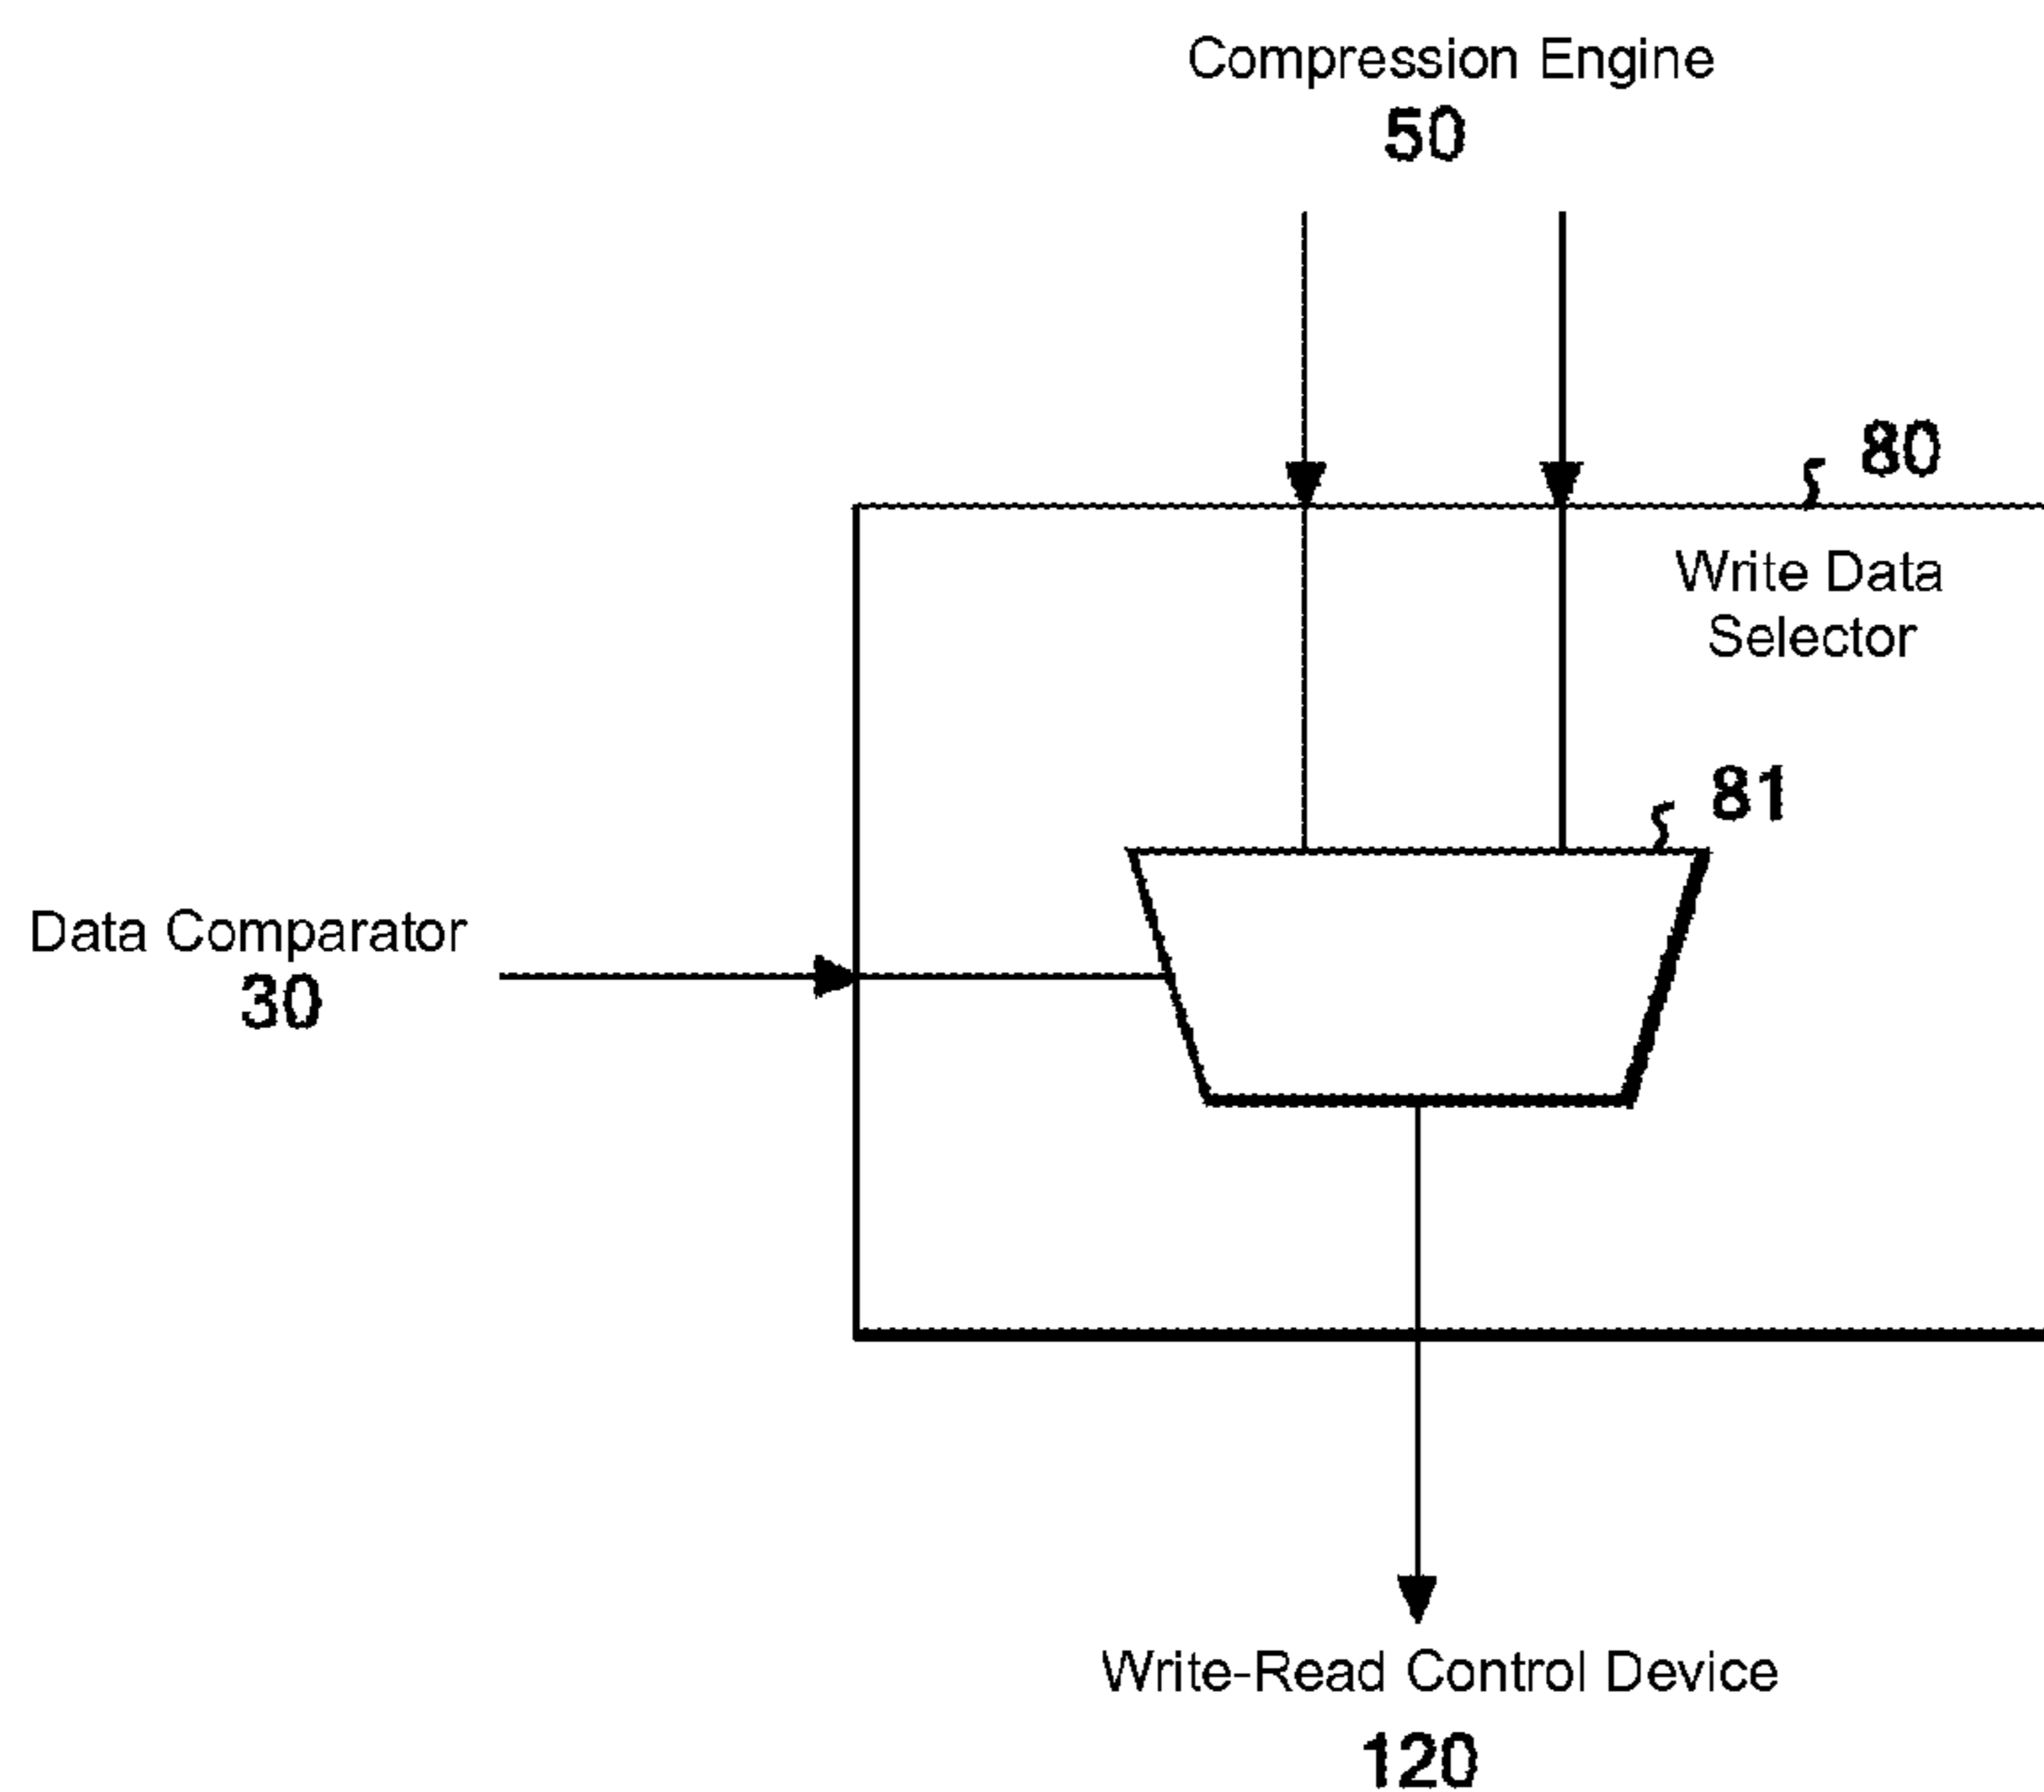 Compression Engine
50
80
Write Data
Selector
81
Data Comparator
30
Write-Read Control Device
120